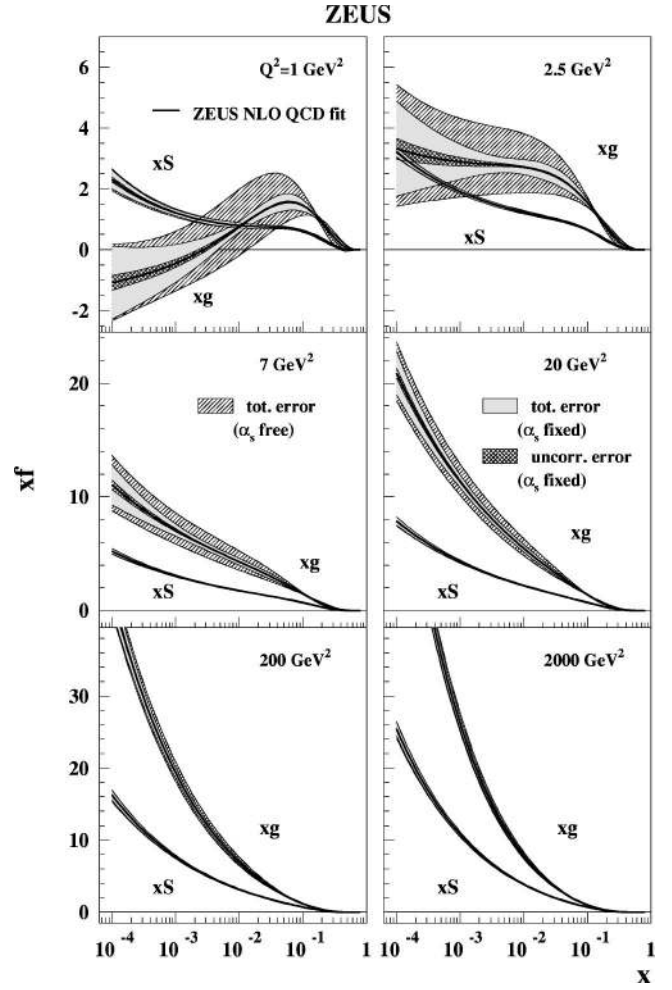 ZEUS
Q²=1 GeV²
2.5 GeV²
ZEUS NLO QCD fit
xS
xg
xg
xS
6
4
2
0
-2
7 GeV²
20 GeV²
tot. error
(αs free)
tot. error
(αs fixed)
uncorr. error
(αs fixed)
xg
xS
xg
xS
20
10
0
xf
200 GeV²
2000 GeV²
xg
xS
xg
xS
30
20
10
0
10⁻⁴ 10⁻³ 10⁻² 10⁻¹ 1
10⁻⁴ 10⁻³ 10⁻² 10⁻¹ 1
x